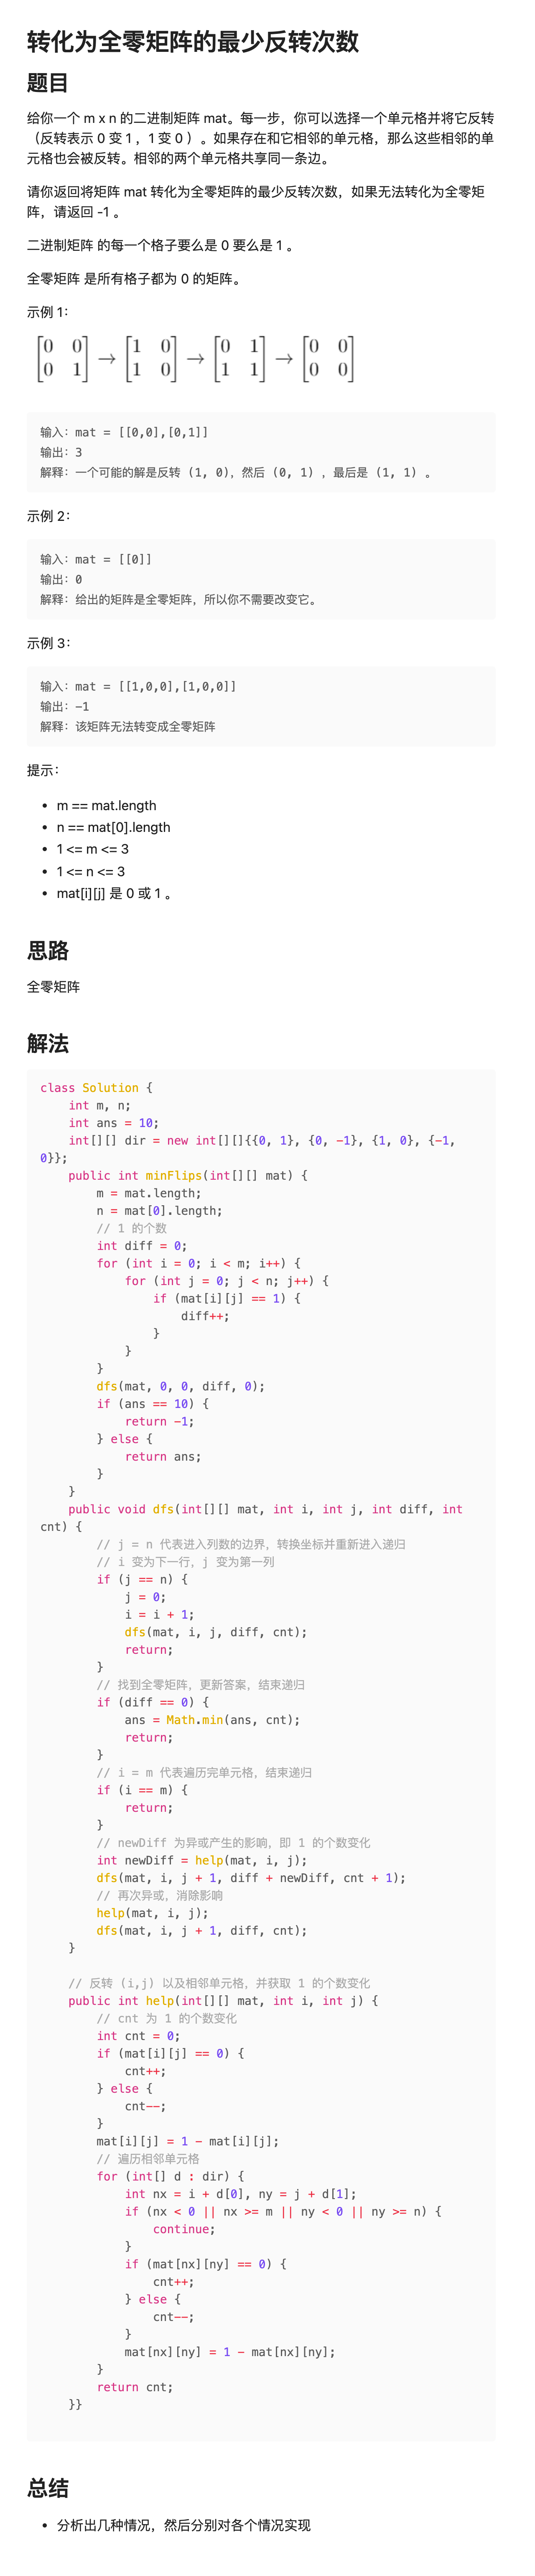 转化为全零矩阵的最少反转次数
题目
给你一个 m x n 的二进制矩阵 mat。每一步，你可以选择一个单元格并将它反转
（反转表示 0 变 1 ，1 变 0 ）。如果存在和它相邻的单元格，那么这些相邻的单
元格也会被反转。相邻的两个单元格共享同一条边。
请你返回将矩阵 mat 转化为全零矩阵的最少反转次数，如果无法转化为全零矩
阵，请返回 -1 。
二进制矩阵 的每一个格子要么是 0 要么是 1 。
全零矩阵 是所有格子都为 0 的矩阵。
示例 1：
[0 0] → [1 0] → [0 1] → [0 0]
[0 1] [1 0] [1 1] [0 0]
输入：mat = [[0,0],[0,1]]
输出：3
解释：一个可能的解是反转 (1, 0)，然后 (0, 1) ，最后是 (1, 1) 。
示例 2：
输入：mat = [[0]]
输出：0
解释：给出的矩阵是全零矩阵，所以你不需要改变它。
示例 3：
输入：mat = [[1,0,0],[1,0,0]]
输出：-1
解释：该矩阵无法转变成全零矩阵
提示：
• m == mat.length
• n == mat[0].length
• 1 <= m <= 3
• 1 <= n <= 3
• mat[i][j] 是 0 或 1 。
思路
全零矩阵
解法
class Solution {
    int m, n;
    int ans = 10;
    int[][] dir = new int[][]{{0, 1}, {0, -1}, {1, 0}, {-1,
0}};
    public int minFlips(int[][] mat) {
        m = mat.length;
        n = mat[0].length;
        // 1 的个数
        int diff = 0;
        for (int i = 0; i < m; i++) {
            for (int j = 0; j < n; j++) {
                if (mat[i][j] == 1) {
                    diff++;
                }
            }
        }
        dfs(mat, 0, 0, diff, 0);
        if (ans == 10) {
            return -1;
        } else {
            return ans;
        }
    }
    public void dfs(int[][] mat, int i, int j, int diff, int
cnt) {
        // j = n 代表进入列数的边界，转换坐标并重新进入递归
        // i 变为下一行，j 变为第一列
        if (j == n) {
            j = 0;
            i = i + 1;
            dfs(mat, i, j, diff, cnt);
            return;
        }
        // 找到全零矩阵，更新答案，结束递归
        if (diff == 0) {
            ans = Math.min(ans, cnt);
            return;
        }
        // i = m 代表遍历完单元格，结束递归
        if (i == m) {
            return;
        }
        // newDiff 为异或产生的影响，即 1 的个数变化
        int newDiff = help(mat, i, j);
        dfs(mat, i, j + 1, diff + newDiff, cnt + 1);
        // 再次异或，消除影响
        help(mat, i, j);
        dfs(mat, i, j + 1, diff, cnt);
    }
    // 反转 (i,j) 以及相邻单元格，并获取 1 的个数变化
    public int help(int[][] mat, int i, int j) {
        // cnt 为 1 的个数变化
        int cnt = 0;
        if (mat[i][j] == 0) {
            cnt++;
        } else {
            cnt--;
        }
        mat[i][j] = 1 - mat[i][j];
        // 遍历相邻单元格
        for (int[] d : dir) {
            int nx = i + d[0], ny = j + d[1];
            if (nx < 0 || nx >= m || ny < 0 || ny >= n) {
                continue;
            }
            if (mat[nx][ny] == 0) {
                cnt++;
            } else {
                cnt--;
            }
            mat[nx][ny] = 1 - mat[nx][ny];
        }
        return cnt;
    }}
总结
• 分析出几种情况，然后分别对各个情况实现